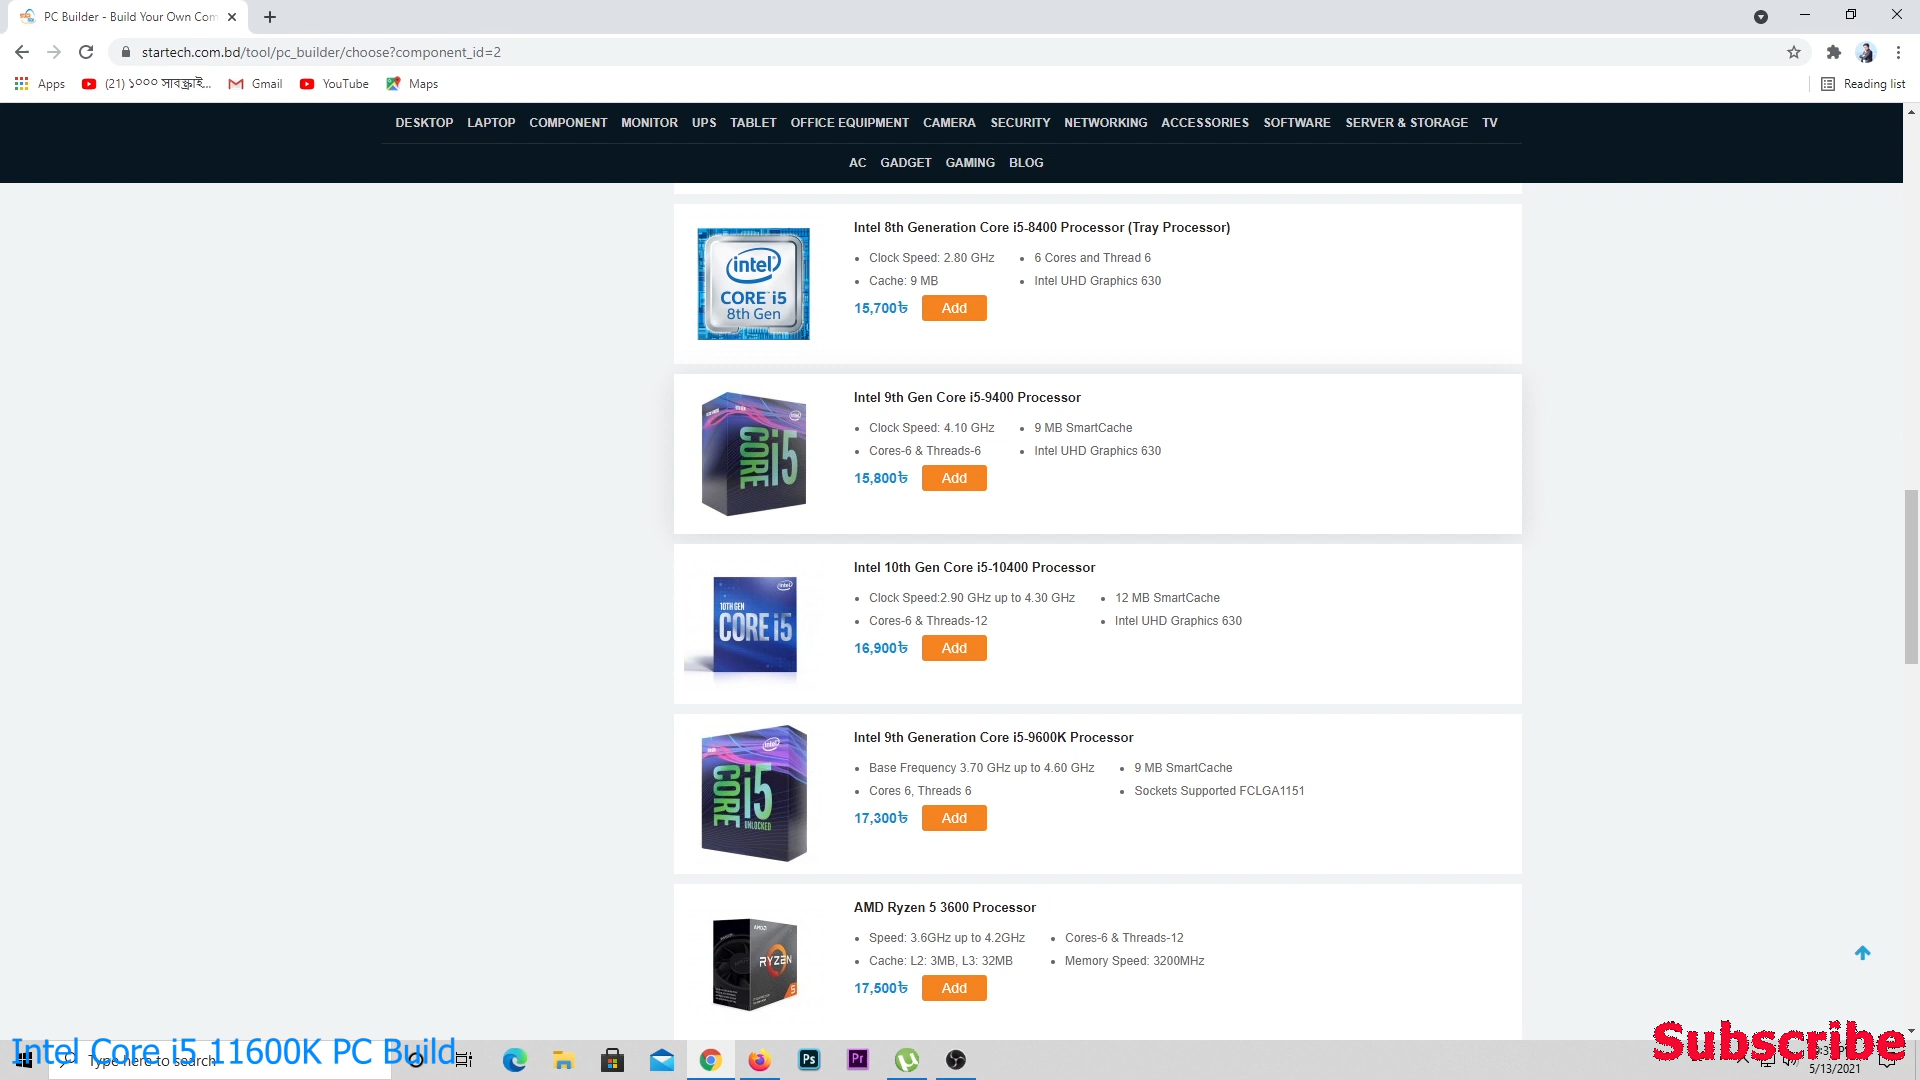 PC Builder - Build Your Own Com
startech.com.bd/tool/pc_builder/choose?component_id=2
Apps
(21) ১০০০ সাবস্ক্রাই...
Gmail
YouTube
Maps
Reading list
DESKTOP LAPTOP COMPONENT MONITOR UPS TABLET OFFICE EQUIPMENT CAMERA SECURITY NETWORKING ACCESSORIES SOFTWARE SERVER & STORAGE TV
AC GADGET GAMING BLOG
intel
CORE i5
8th Gen
Intel 8th Generation Core i5-8400 Processor (Tray Processor)
Clock Speed: 2.80 GHz
6 Cores and Thread 6
Cache: 9 MB
Intel UHD Graphics 630
15,700৳
Add
intel
CORE i5
Intel 9th Gen Core i5-9400 Processor
Clock Speed: 4.10 GHz
9 MB SmartCache
Cores-6 & Threads-6
Intel UHD Graphics 630
15,800৳
Add
intel
10TH GEN
CORE i5
Intel 10th Gen Core i5-10400 Processor
Clock Speed:2.90 GHz up to 4.30 GHz
12 MB SmartCache
Cores-6 & Threads-12
Intel UHD Graphics 630
16,900৳
Add
intel
CORE i5
UNLOCKED
Intel 9th Generation Core i5-9600K Processor
Base Frequency 3.70 GHz up to 4.60 GHz
9 MB SmartCache
Cores 6, Threads 6
Sockets Supported FCLGA1151
17,300৳
Add
AMD
RYZEN
5
AMD Ryzen 5 3600 Processor
Speed: 3.6GHz up to 4.2GHz
Cores-6 & Threads-12
Cache: L2: 3MB, L3: 32MB
Memory Speed: 3200MHz
17,500৳
Add
Intel Core i5 11600K PC Build
Type here to search
Ps
Pr
Subscribe
5/13/2021